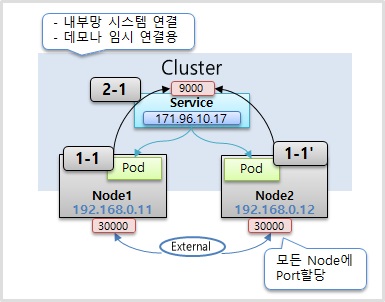 - 내부망 시스템 연결
- 데모나 임시 연결용
Cluster
9000
2-1
Service
171.96.10.17
1-1
1-1'
Pod
Pod
Node1
Node2
192.168.0.11
192.168.0.12
30000
30000
External
모든 Node에
Port할당